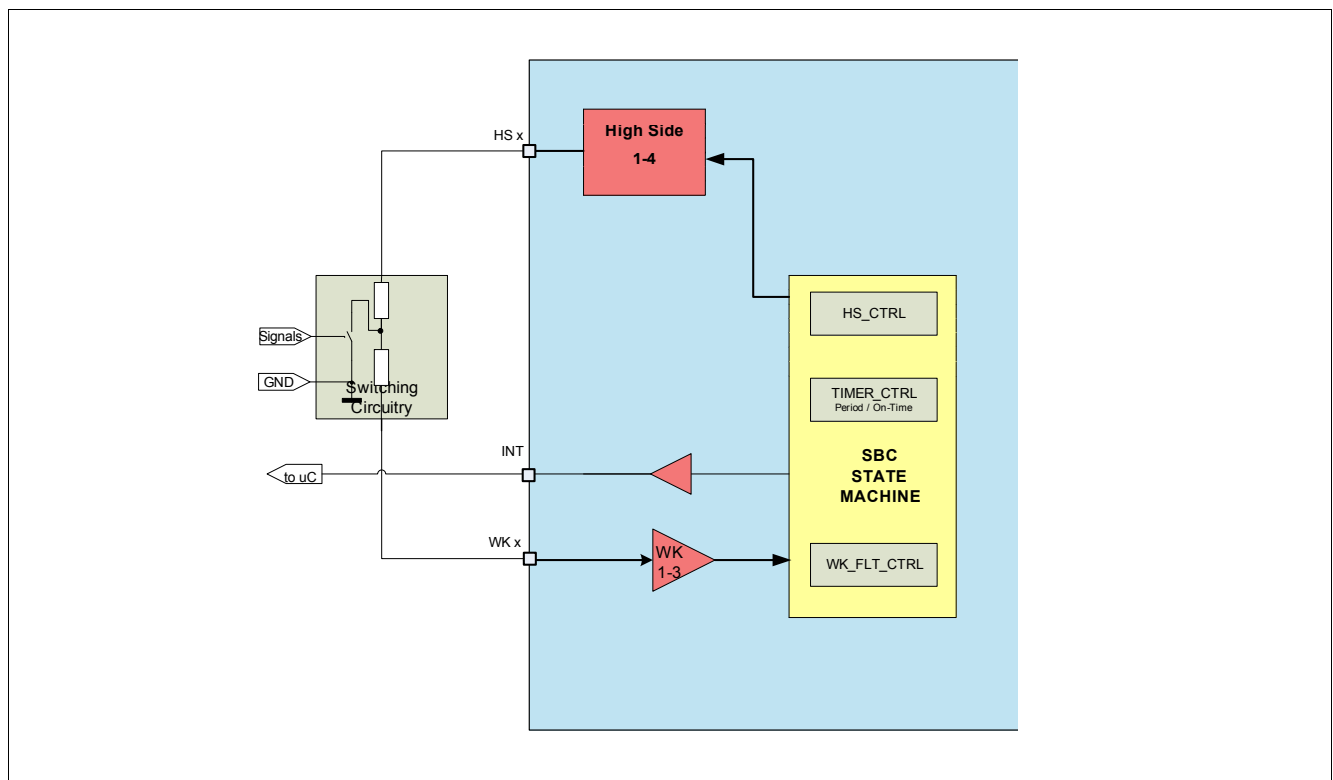 HS x
High Side
1-4
HS_CTRL
Signals
TIMER_CTRL
Period / On-Time
GND
Switching
Circuitry
INT
SBC
STATE
MACHINE
to uC
WK x
WK
1-3
WK_FLT_CTRL